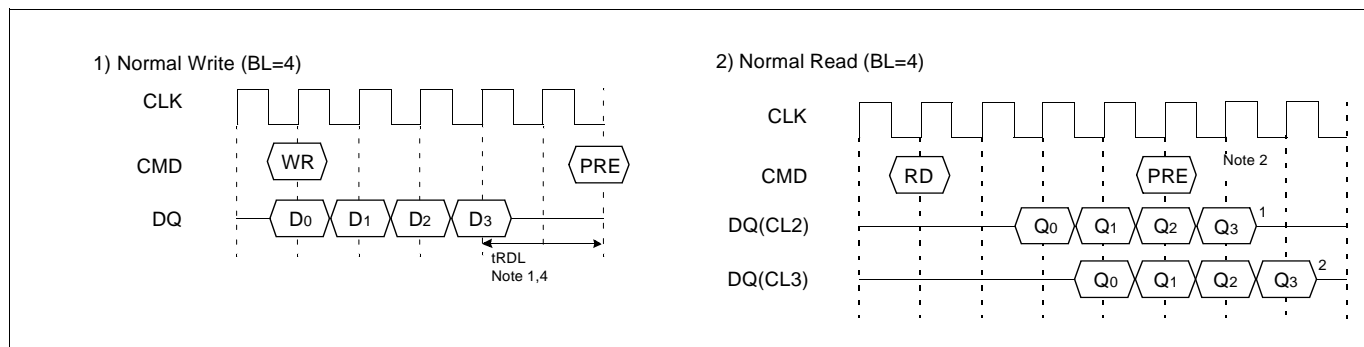 1) Normal Write (BL=4)
CLK
CMD
WR
PRE
DQ
D0
D1
D2
D3
tRDL
Note 1,4
2) Normal Read (BL=4)
CLK
Note 2
CMD
RD
PRE
DQ(CL2)
Q0
Q1
Q2
Q3
1
DQ(CL3)
Q0
Q1
Q2
Q3
2